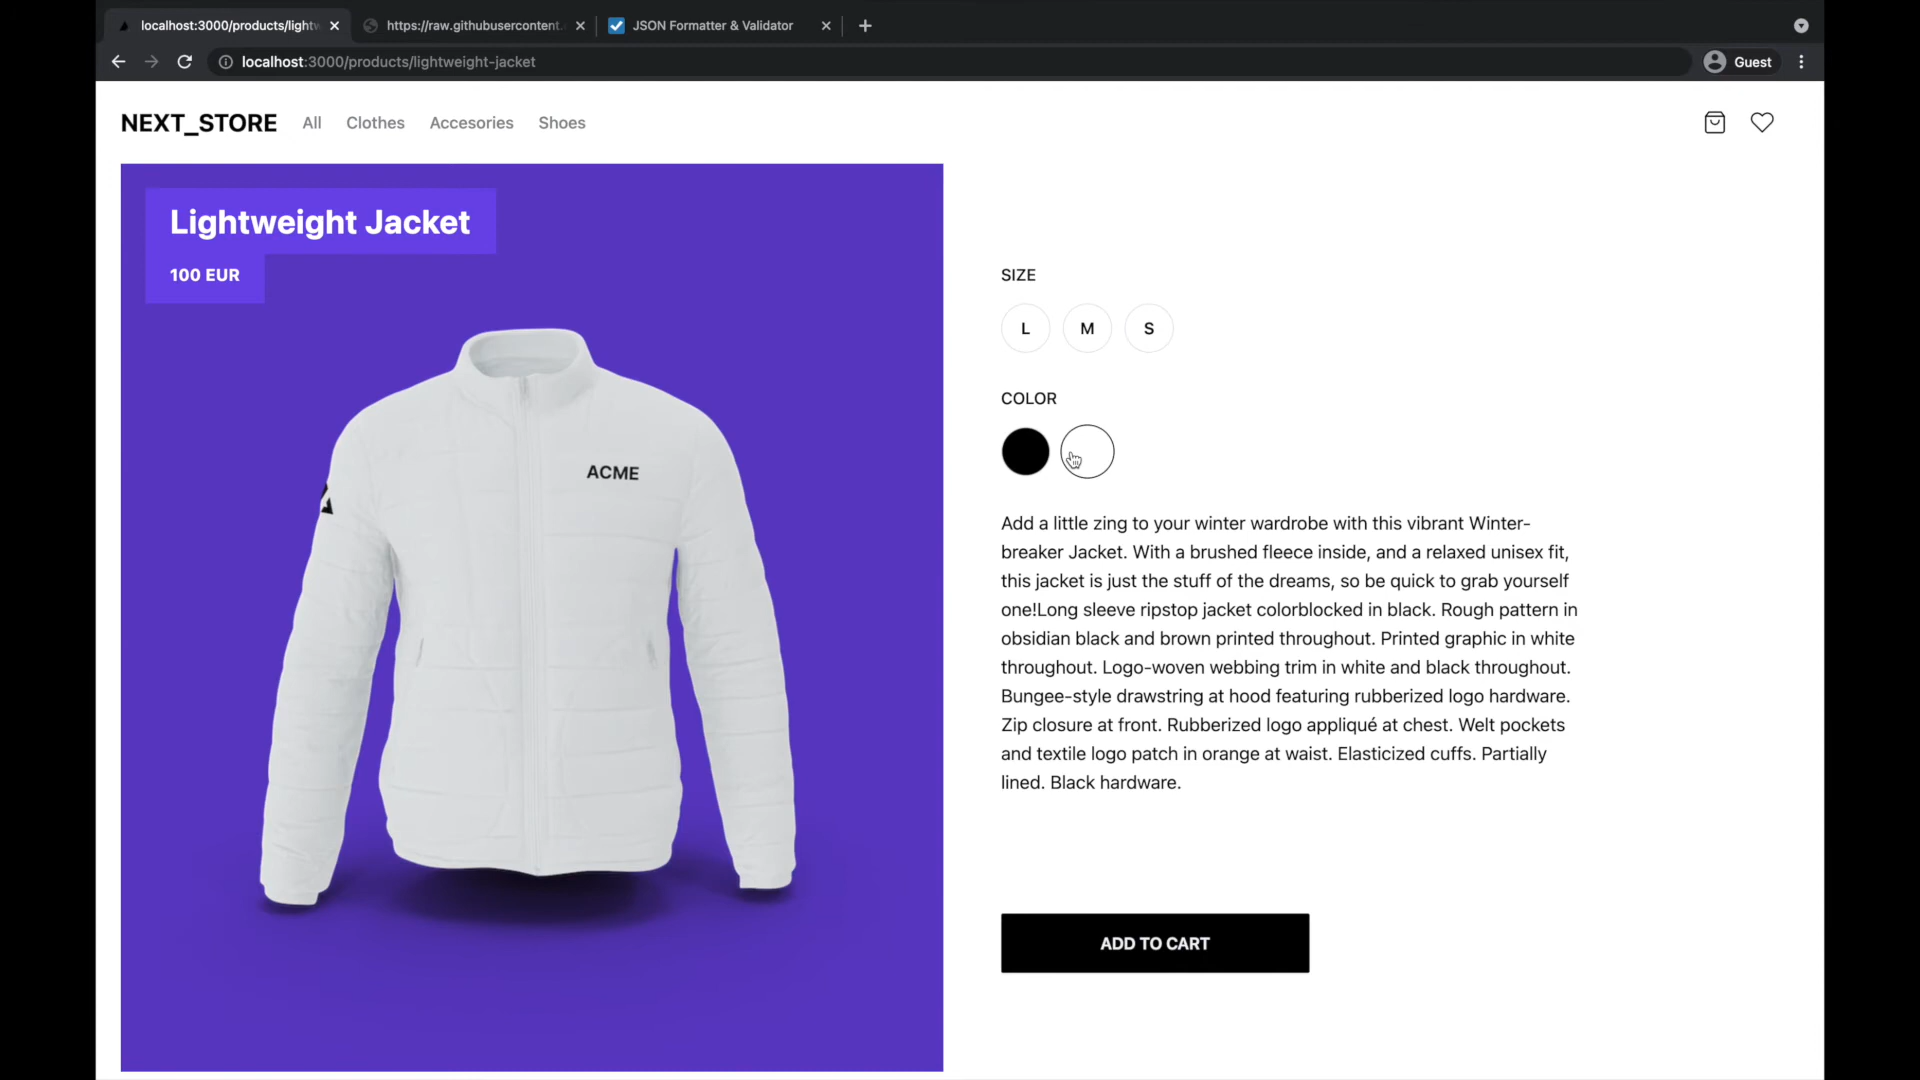 localhost:3000/products/lightw
https://raw.githubusercontent.
JSON Formatter & Validator
localhost:3000/products/lightweight-jacket
Guest
NEXT_STORE
All
Clothes
Accesories
Shoes
Lightweight Jacket
100 EUR
ACME
SIZE
L
M
S
COLOR
Add a little zing to your winter wardrobe with this vibrant Winter-
breaker Jacket. With a brushed fleece inside, and a relaxed unisex fit,
this jacket is just the stuff of the dreams, so be quick to grab yourself
one!Long sleeve ripstop jacket colorblocked in black. Rough pattern in
obsidian black and brown printed throughout. Printed graphic in white
throughout. Logo-woven webbing trim in white and black throughout.
Bungee-style drawstring at hood featuring rubberized logo hardware.
Zip closure at front. Rubberized logo appliqué at chest. Welt pockets
and textile logo patch in orange at waist. Elasticized cuffs. Partially
lined. Black hardware.
ADD TO CART